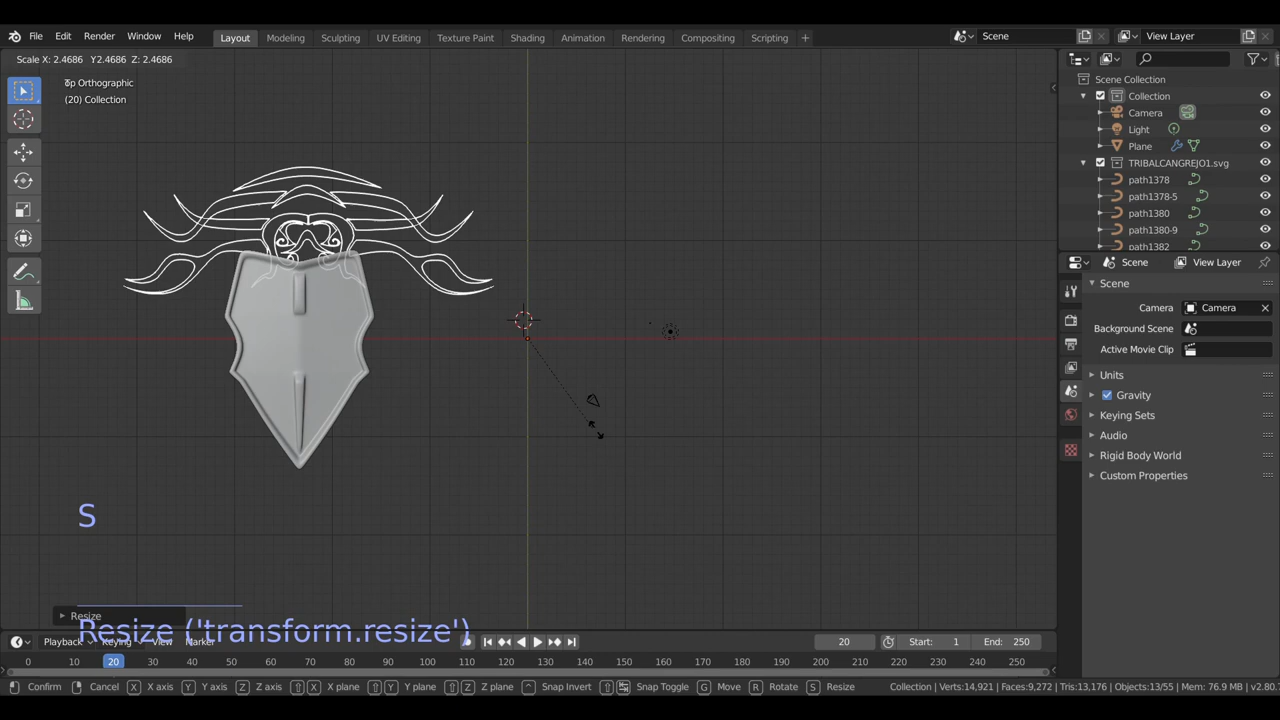 File Edit Render Window Help Layout Modeling Sculpting UV Editing Texture Paint Shading Animation Rendering Compositing Scripting + Scene View Layer
Scale X: 2.4686 Y2.4686 Z: 2.4686
Top Orthographic
(20) Collection
Scene Collection
Collection
Camera
Light
Plane
TRIBALCANGREJO1.svg
path1378
path1378-5
path1380
path1380-9
path1382
Scene View Layer
Scene
Camera Camera
Background Scene
Active Movie Clip
Units
Gravity
Keying Sets
Audio
Rigid Body World
Custom Properties
S
Resize
Resize ('transform.resize')
Playback Keying View Marker 20 Start: 1 End: 250
0 10 20 30 40 50 60 70 80 90 100 110 120 130 140 150 160 170 180 190 200 210 220 230 240 250
Confirm Cancel X X axis Y Y axis Z Z axis X X plane Y Y plane Z Z plane Snap Invert Snap Toggle G Move R Rotate S Resize Collection | Verts:14,921 | Faces:9,272 | Tris:13,176 | Objects:13/55 | Mem: 76.9 MB | v2.80.